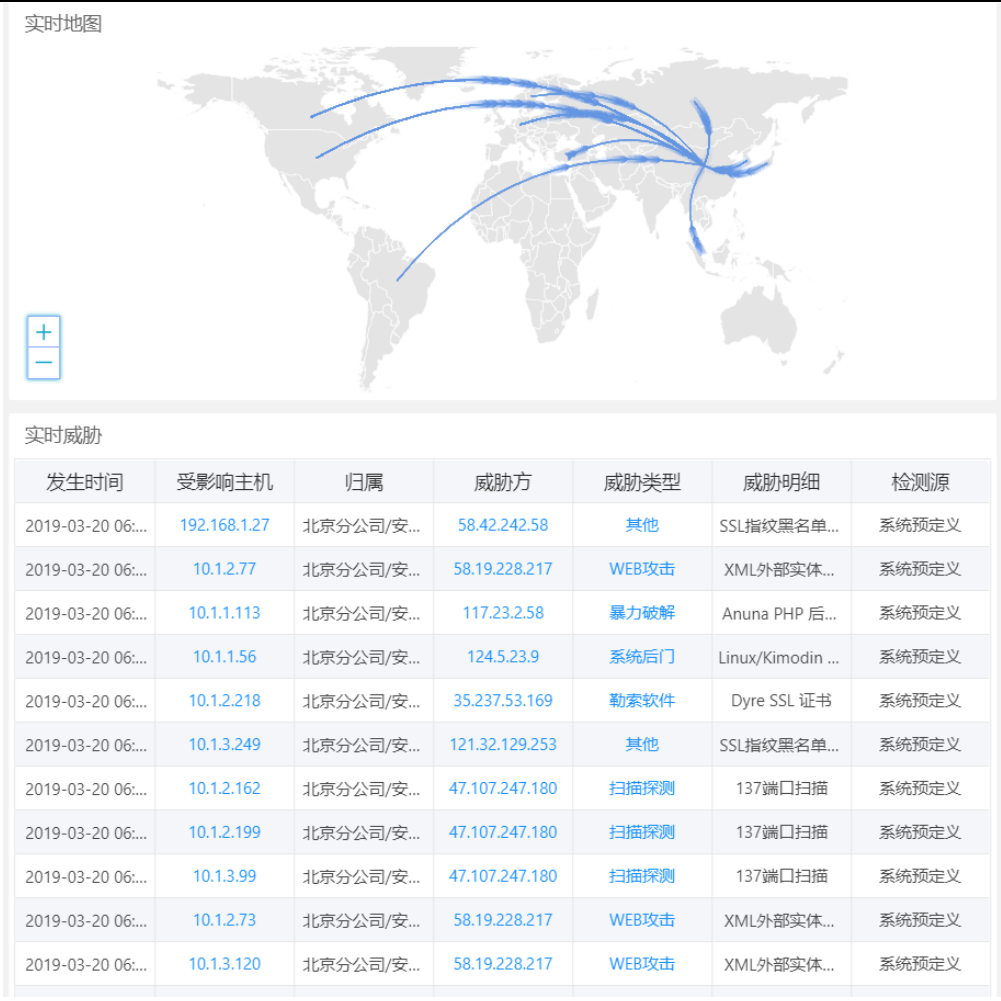 实时地图
+
−
实时威胁
发生时间 受影响主机 归属 威胁方 威胁类型 威胁明细 检测源
2019-03-20 06:... 192.168.1.27 北京分公司/安... 58.42.242.58 其他 SSL指纹黑名单... 系统预定义
2019-03-20 06:... 10.1.2.77 北京分公司/安... 58.19.228.217 WEB攻击 XML外部实体... 系统预定义
2019-03-20 06:... 10.1.1.113 北京分公司/安... 117.23.2.58 暴力破解 Anuna PHP 后... 系统预定义
2019-03-20 06:... 10.1.1.56 北京分公司/安... 124.5.23.9 系统后门 Linux/Kimodin ... 系统预定义
2019-03-20 06:... 10.1.2.218 北京分公司/安... 35.237.53.169 勒索软件 Dyre SSL 证书 系统预定义
2019-03-20 06:... 10.1.3.249 北京分公司/安... 121.32.129.253 其他 SSL指纹黑名单... 系统预定义
2019-03-20 06:... 10.1.2.162 北京分公司/安... 47.107.247.180 扫描探测 137端口扫描 系统预定义
2019-03-20 06:... 10.1.2.199 北京分公司/安... 47.107.247.180 扫描探测 137端口扫描 系统预定义
2019-03-20 06:... 10.1.3.99 北京分公司/安... 47.107.247.180 扫描探测 137端口扫描 系统预定义
2019-03-20 06:... 10.1.2.73 北京分公司/安... 58.19.228.217 WEB攻击 XML外部实体... 系统预定义
2019-03-20 06:... 10.1.3.120 北京分公司/安... 58.19.228.217 WEB攻击 XML外部实体... 系统预定义